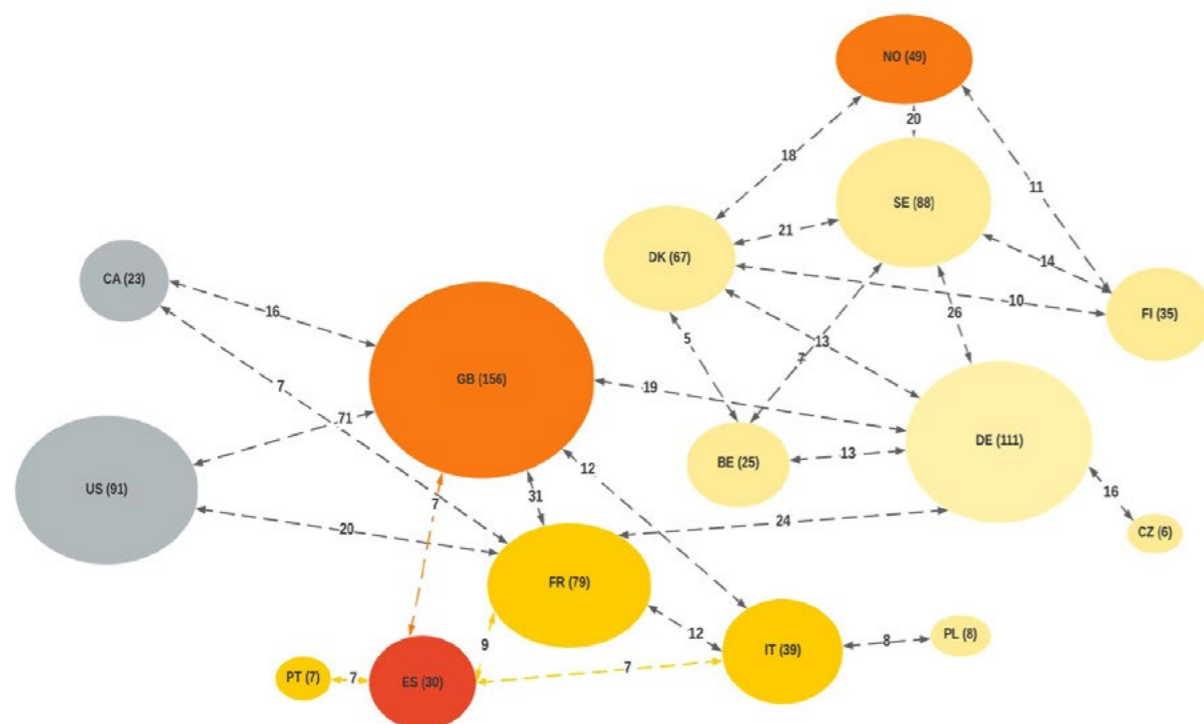 NO (49)
20
18
11
SE (88)
21
DK (67)
14
CA (23)
10
FI (35)
16
26
5
13
7
GB (156)
7
19
71
DE (111)
BE (25)
13
12
US (91)
31
16
7
24
20
CZ (6)
FR (79)
12
PL (8)
8
9
IT (39)
7
PT (7)
7
ES (30)